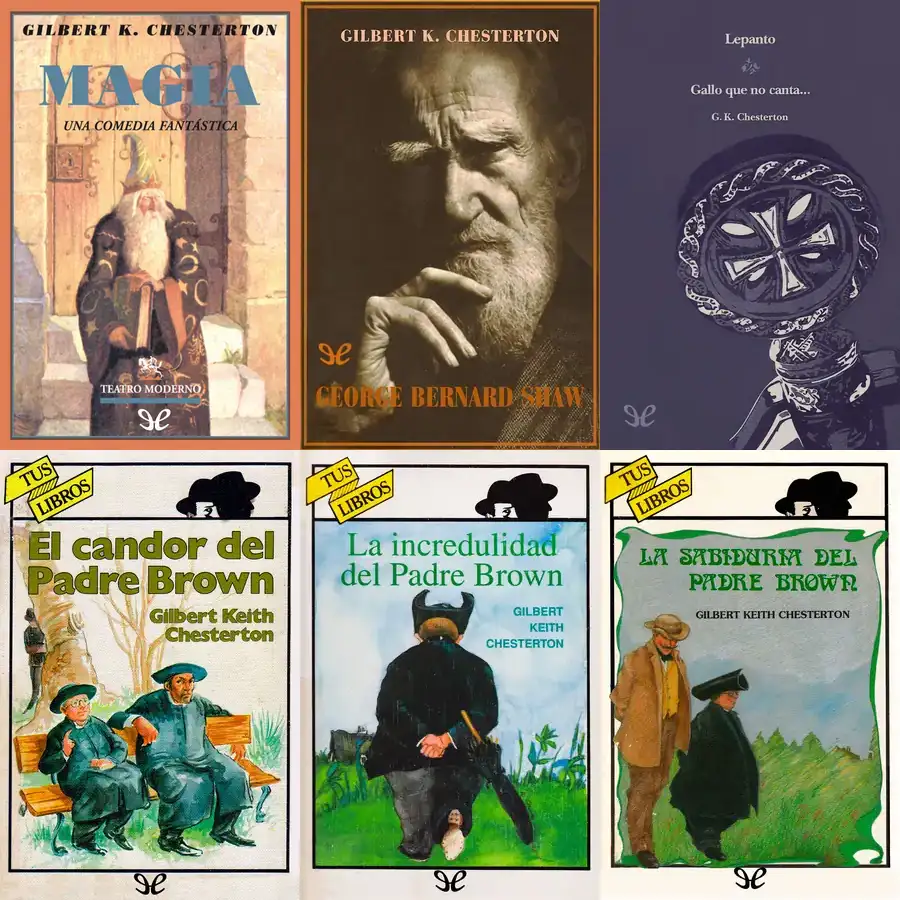 GILBERT K. CHESTERTON
MAGIA
UNA COMEDIA FANTÁSTICA
TEATRO MODERNO
GILBERT K. CHESTERTON
GEORGE BERNARD SHAW
Lepanto
Gallo que no canta...
G. K. Chesterton
TUS
LIBROS
El candor del
Padre Brown
Gilbert Keith
Chesterton
TUS
LIBROS
La incredulidad
del Padre Brown
GILBERT
KEITH
CHESTERTON
TUS
LIBROS
LA SABIDURIA DEL
PADRE BROWN
GILBERT KEITH CHESTERTON